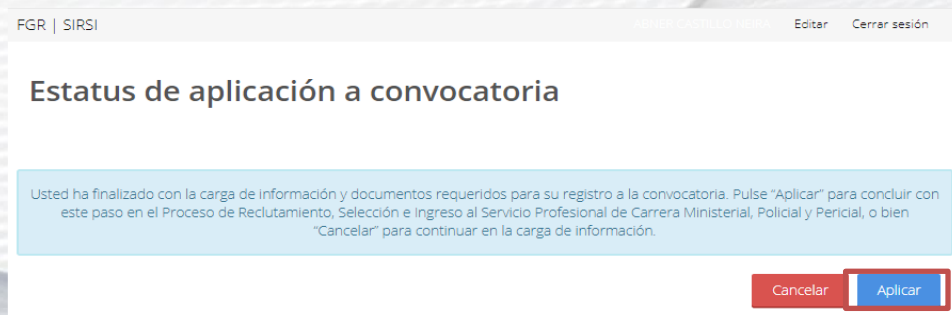 FGR | SIRSI
ABNER CASTILLO NEIRA Editar Cerrar sesión
Estatus de aplicación a convocatoria
Usted ha finalizado con la carga de información y documentos requeridos para su registro a la convocatoria. Pulse “Aplicar” para concluir con
este paso en el Proceso de Reclutamiento, Selección e Ingreso al Servicio Profesional de Carrera Ministerial, Policial y Pericial, o bien
“Cancelar” para continuar en la carga de información.
Cancelar Aplicar